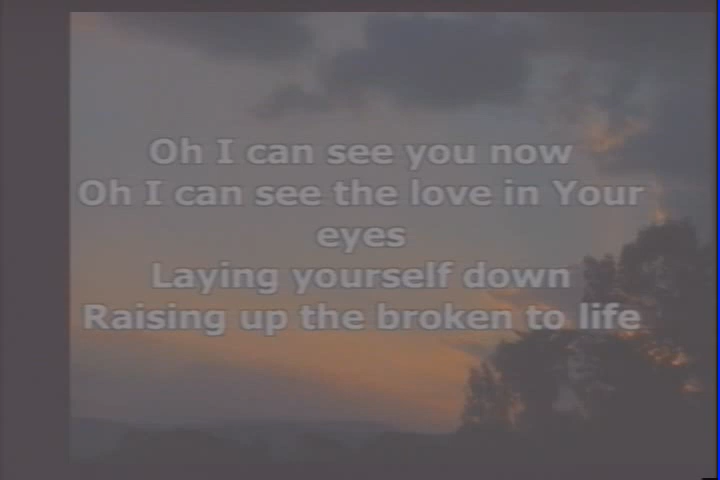 Oh I can see you now
Oh I can see the love in Your
eyes
Laying yourself down
Raising up the broken to life